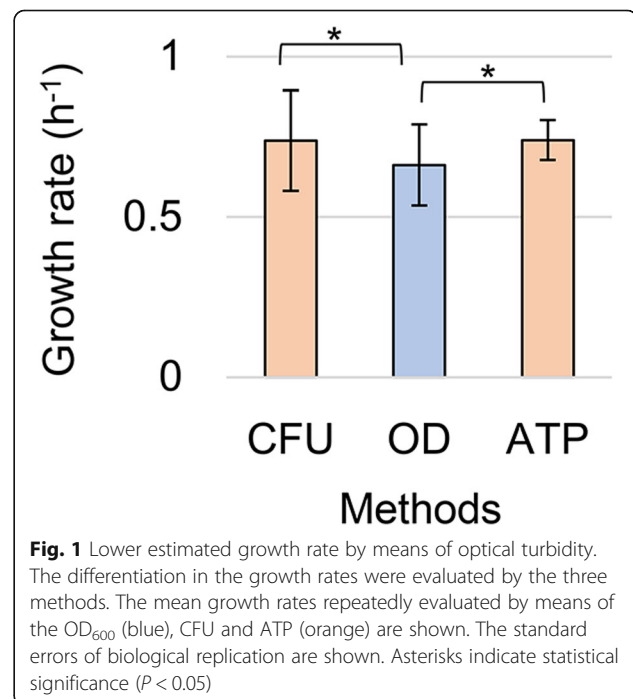 *
*
1
0.5
0
Growth rate (h-1)
CFU OD ATP
Methods
Fig. 1 Lower estimated growth rate by means of optical turbidity.
The differentiation in the growth rates were evaluated by the three
methods. The mean growth rates repeatedly evaluated by means of
the OD600 (blue), CFU and ATP (orange) are shown. The standard
errors of biological replication are shown. Asterisks indicate statistical
significance (P < 0.05)